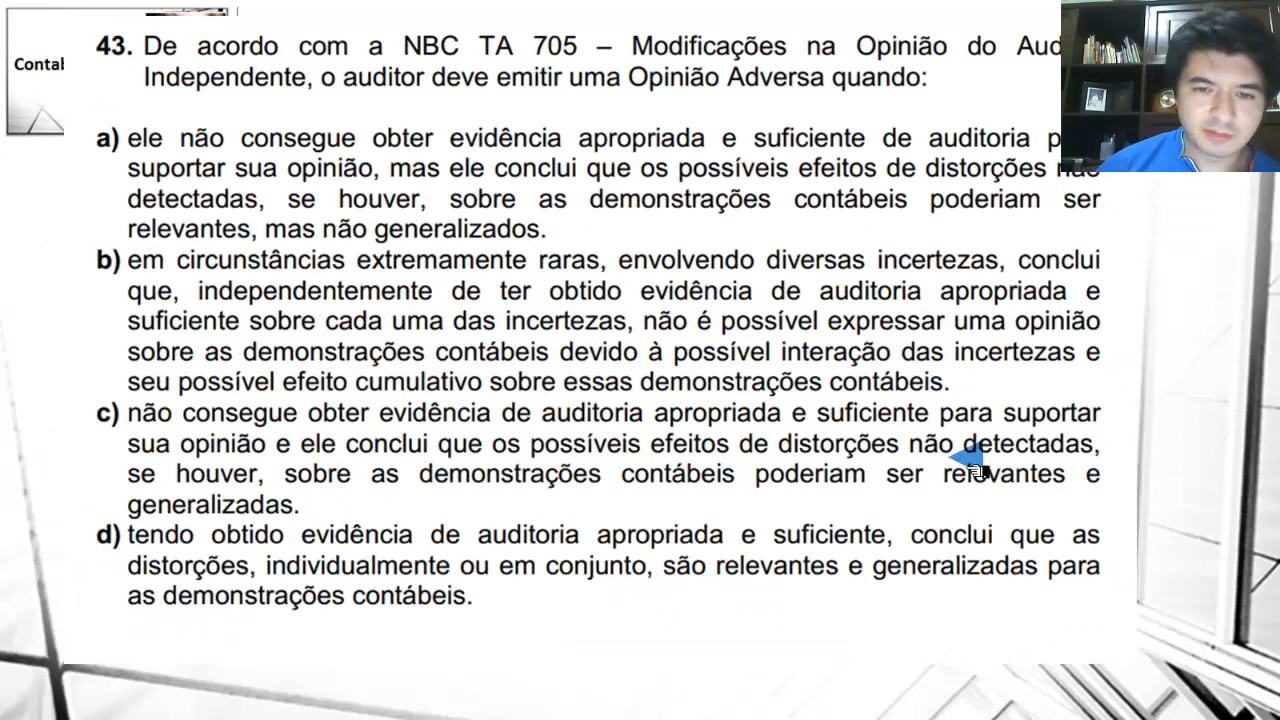 Contab
43. De acordo com a NBC TA 705 – Modificações na Opinião do
Independente, o auditor deve emitir uma Opinião Adversa quando:
a) ele não consegue obter evidência apropriada e suficiente de auditoria
suportar sua opinião, mas ele conclui que os possíveis efeitos de distorções não
detectadas, se houver, sobre as demonstrações contábeis poderiam ser
relevantes, mas não generalizados.
b) em circunstâncias extremamente raras, envolvendo diversas incertezas, conclui
que, independentemente de ter obtido evidência de auditoria apropriada e
suficiente sobre cada uma das incertezas, não é possível expressar uma opinião
sobre as demonstrações contábeis devido à possível interação das incertezas e
seu possível efeito cumulativo sobre essas demonstrações contábeis.
c) não consegue obter evidência de auditoria apropriada e suficiente para suportar
sua opinião e ele conclui que os possíveis efeitos de distorções não detectadas,
se houver, sobre as demonstrações contábeis poderiam ser relevantes e
generalizadas.
d) tendo obtido evidência de auditoria apropriada e suficiente, conclui que as
distorções, individualmente ou em conjunto, são relevantes e generalizadas para
as demonstrações contábeis.